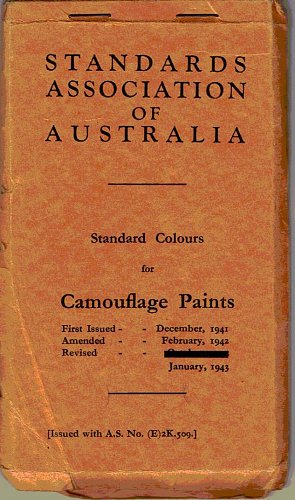 STANDARDS
ASSOCIATION
OF
AUSTRALIA
Standard Colours
for
Camouflage Paints
First Issued - - December, 1941
Amended - - February, 1942
Revised - -
January, 1943
[Issued with A.S. No. (E)2K.509.]